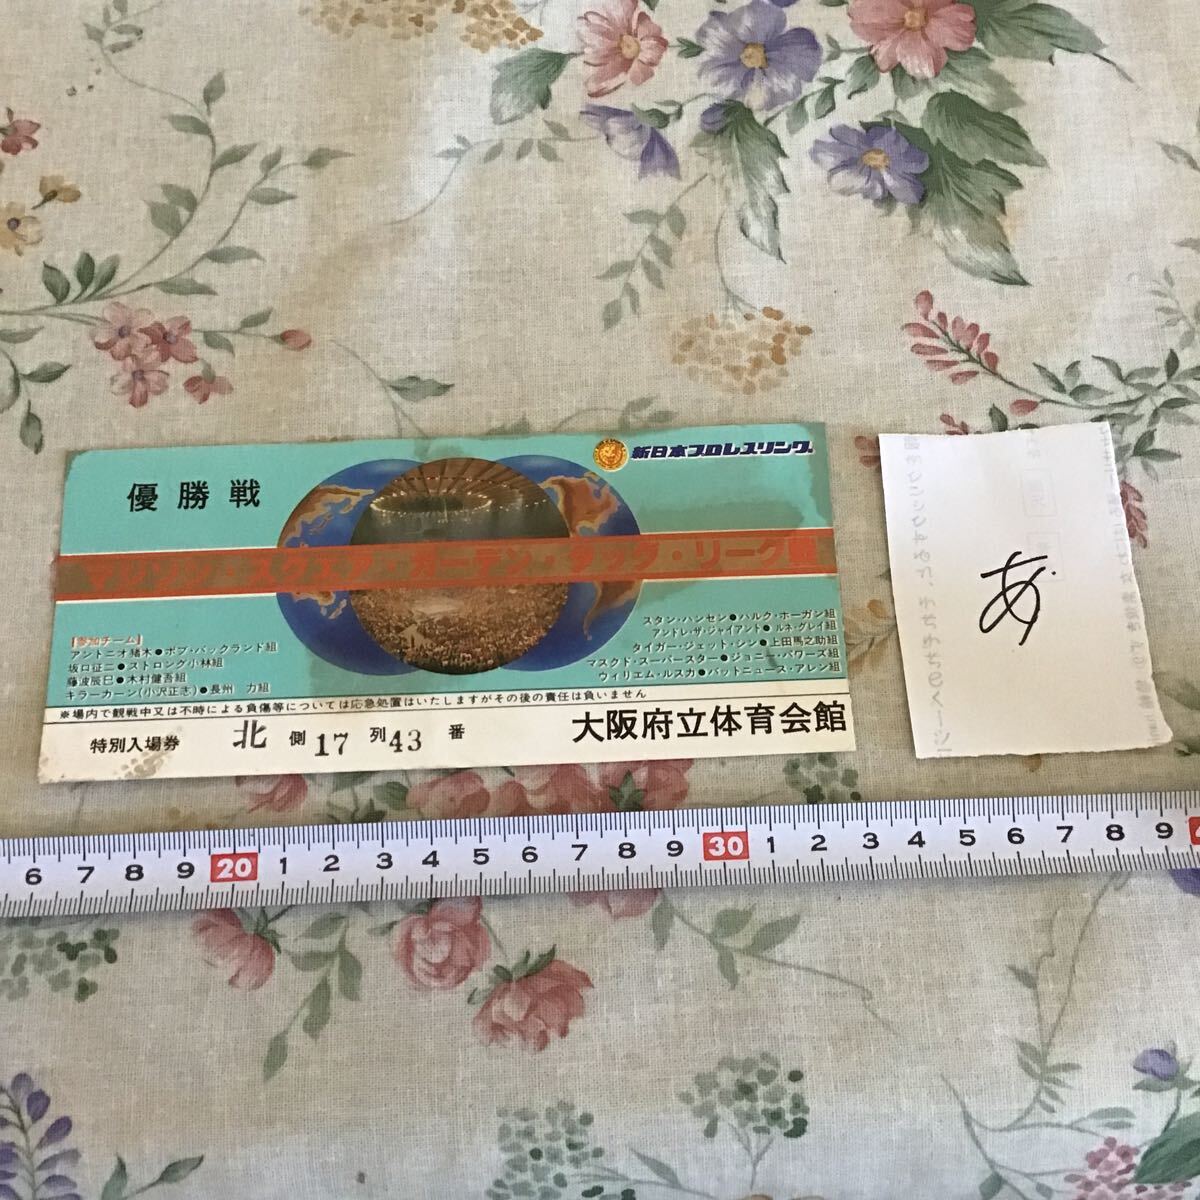 新日本プロレスリング
優勝戦
マジソン・スクエア・ガーデン・タッグ・リーグ戦
【参加チーム】
アントニオ猪木●ボブ・バックランド組
坂口征二●ストロング小林組
藤波辰巳●木村健吾組
キラーカーン(小沢正志)●長州 力組
スタン・ハンセン●ハルク・ホーガン組
アンドレ・ザ・ジャイアント●ルネ・グレイ組
タイガー・ジェット・シン●上田馬之助組
マスクド・スーパースター●ジョニー・パワーズ組
ウィリエム・ルスカ●バットニュース・アレン組
※場内で観戦中又は不時による負傷等については応急処置はいたしますがその後の責任は負いません
特別入場券 北 側 17 列 43 番 大阪府立体育会館
あ
6 7 8 9 20 1 2 3 4 5 6 7 8 9 30 1 2 3 4 5 6 7 8 9